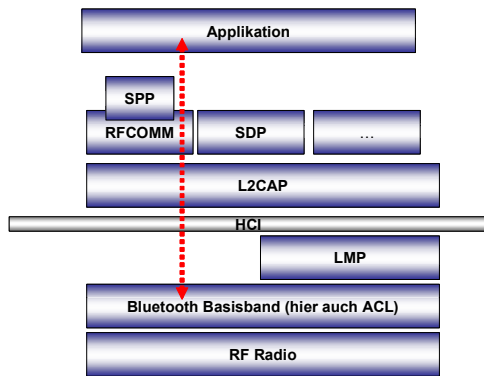 Applikation
SPP
RFCOMM
SDP
...
L2CAP
HCI
LMP
Bluetooth Basisband (hier auch ACL)
RF Radio